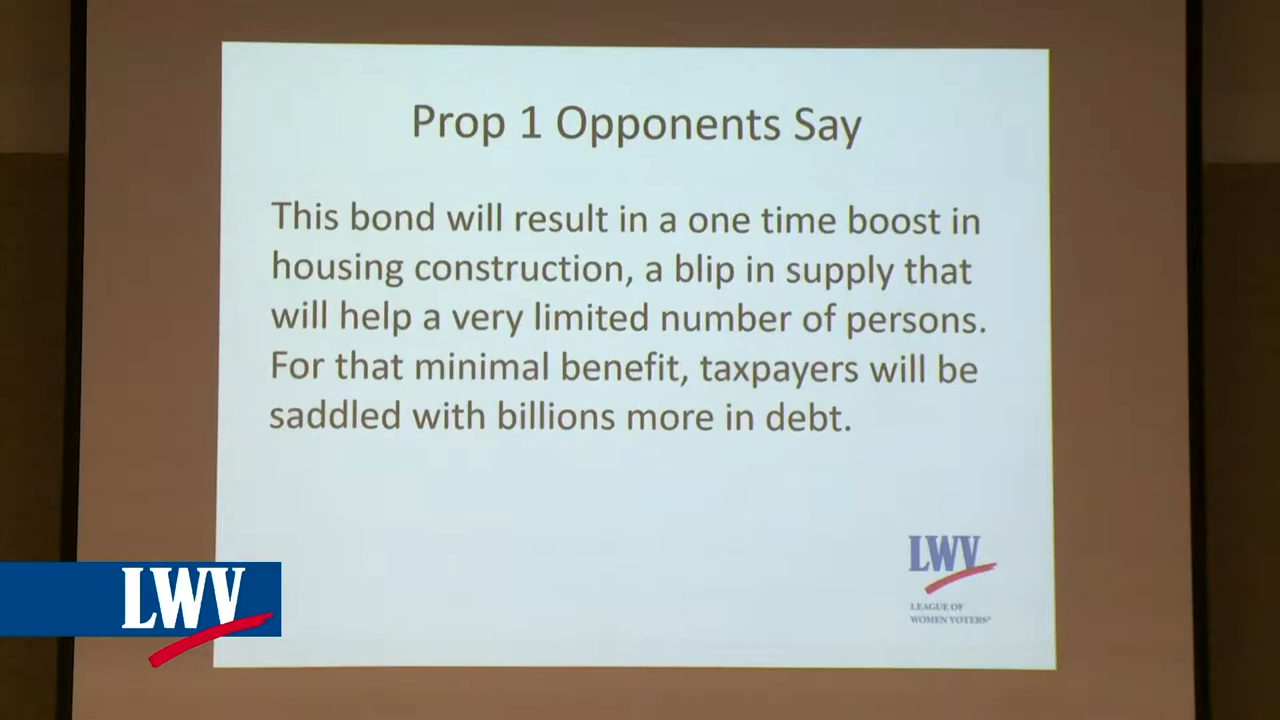 Prop 1 Opponents Say
This bond will result in a one time boost in
housing construction, a blip in supply that
will help a very limited number of persons.
For that minimal benefit, taxpayers will be
saddled with billions more in debt.
LWV
LEAGUE OF
WOMEN VOTERS®
LWV